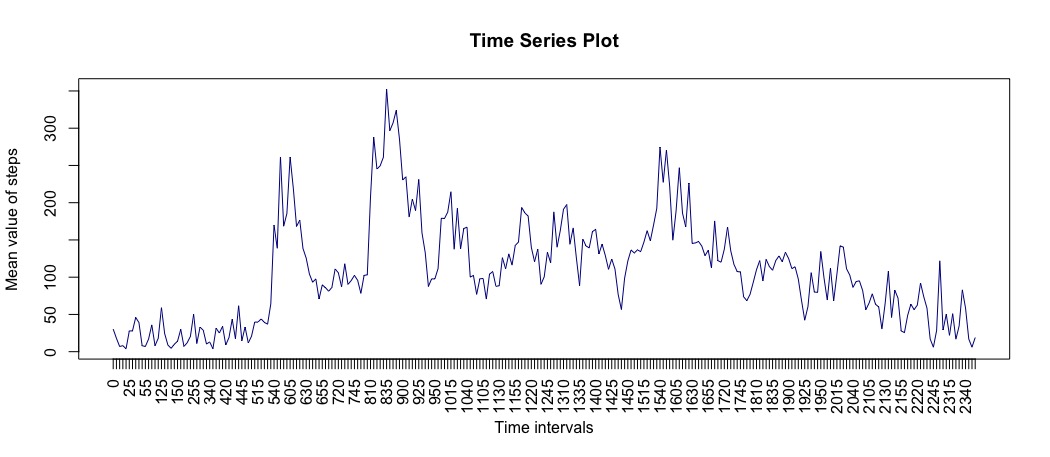 Time Series Plot
Mean value of steps
300
200
100
50
0
0 25 55 125 150 255 340 420 445 515 540 605 630 655 720 745 810 835 900 925 950 1015 1040 1105 1130 1155 1220 1245 1310 1335 1400 1425 1450 1515 1540 1605 1630 1655 1720 1745 1810 1835 1900 1925 1950 2015 2040 2105 2130 2155 2220 2245 2315 2340
Time intervals